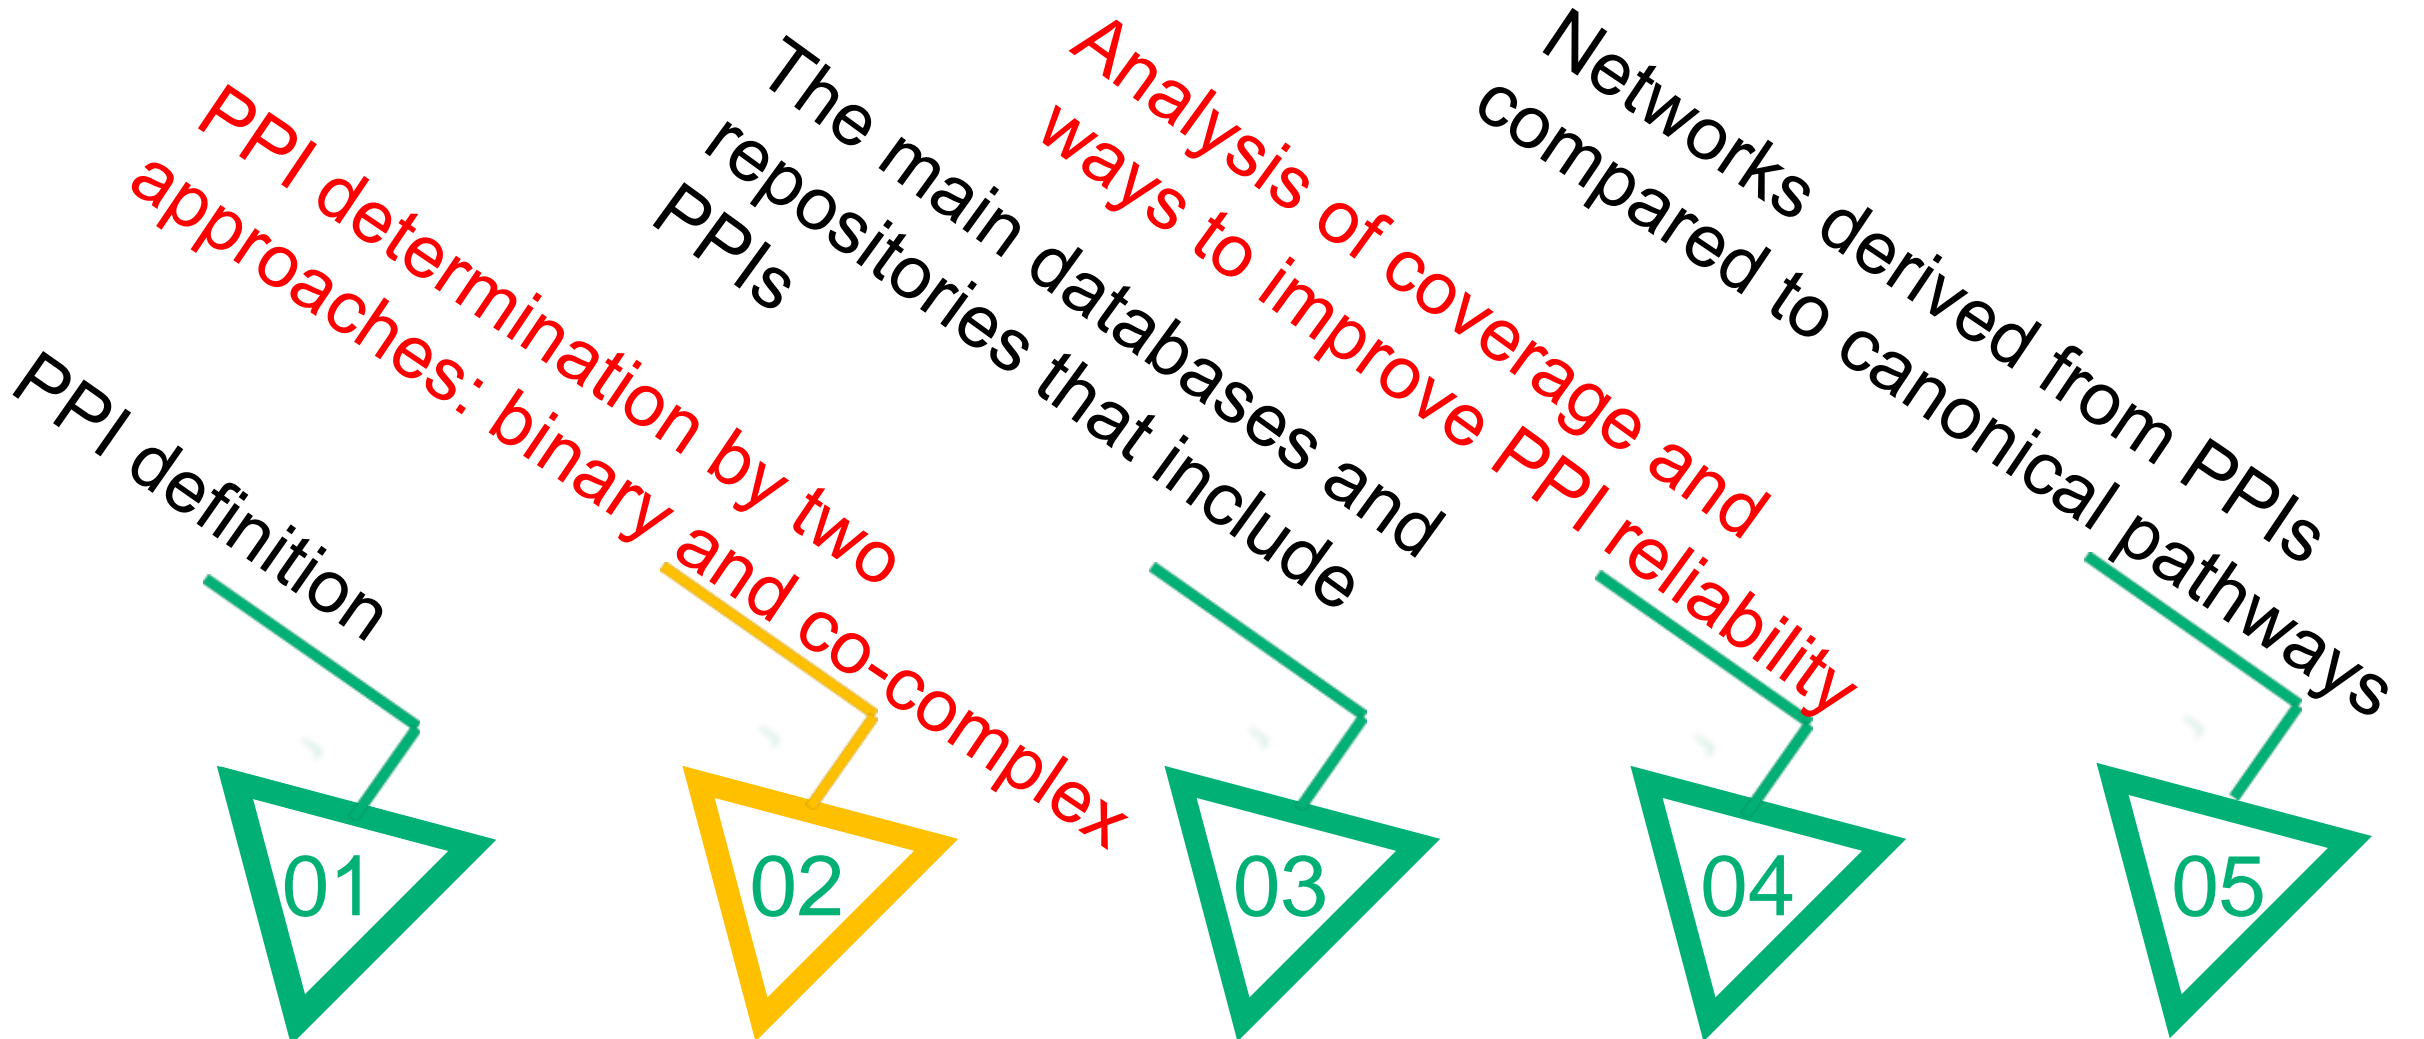 PPI definition
PPI determination by two
approaches: binary and co-complex
The main databases and
repositories that include
PPIs
Analysis of coverage and
ways to improve PPI reliability
Networks derived from PPIs
compared to canonical pathways
01
02
03
04
05